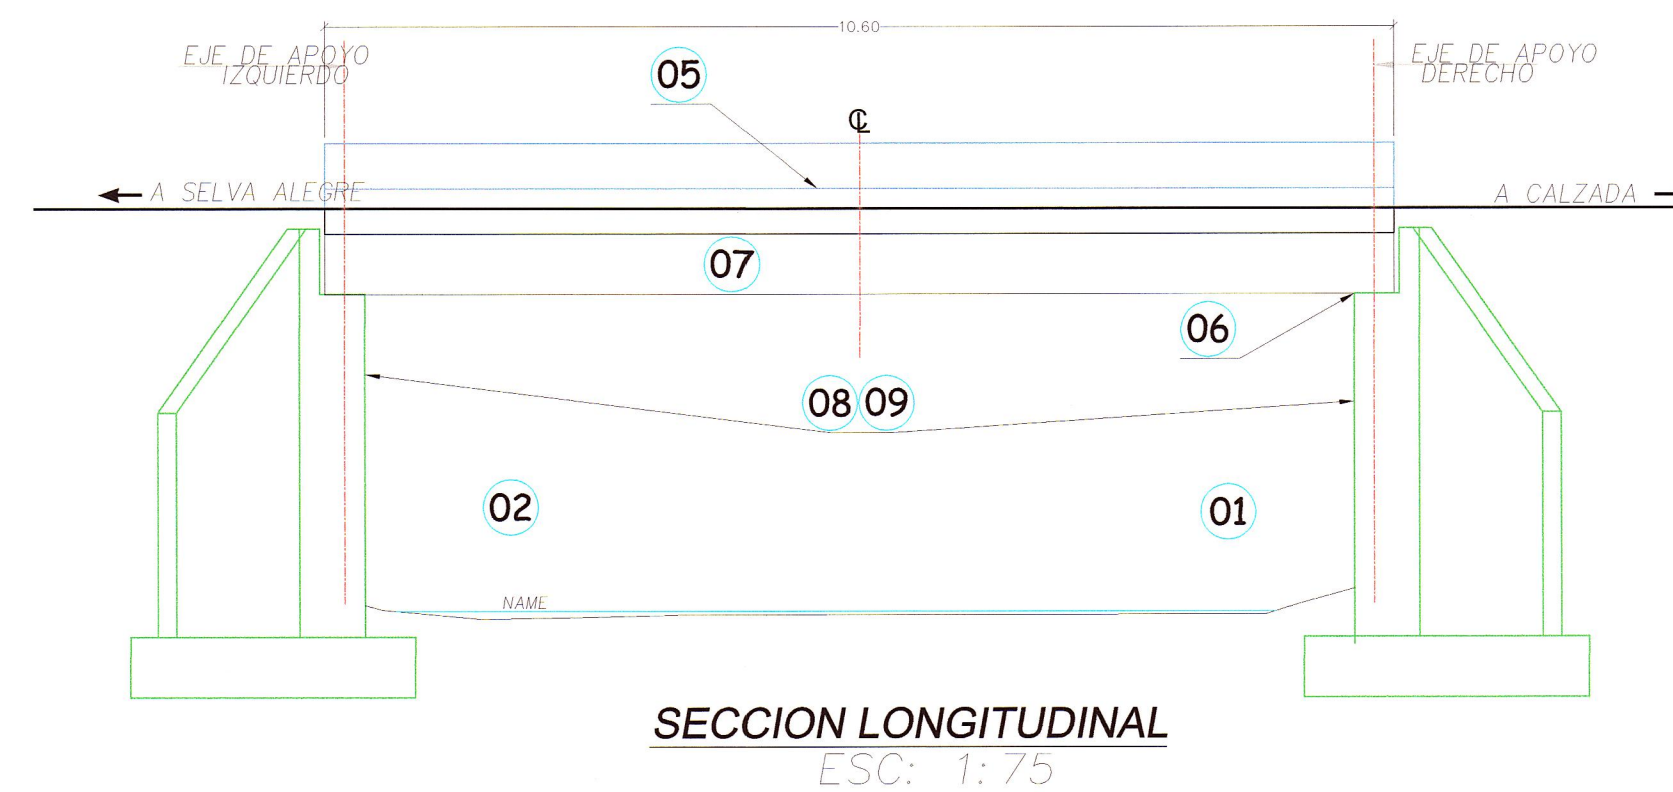 10.60
EJE DE APOYO
IZQUIERDO
05
EJE DE APOYO
DERECHO
℄
A SELVA ALEGRE
A CALZADA
07
06
08 09
02
01
NAME
SECCION LONGITUDINAL
ESC: 1:75